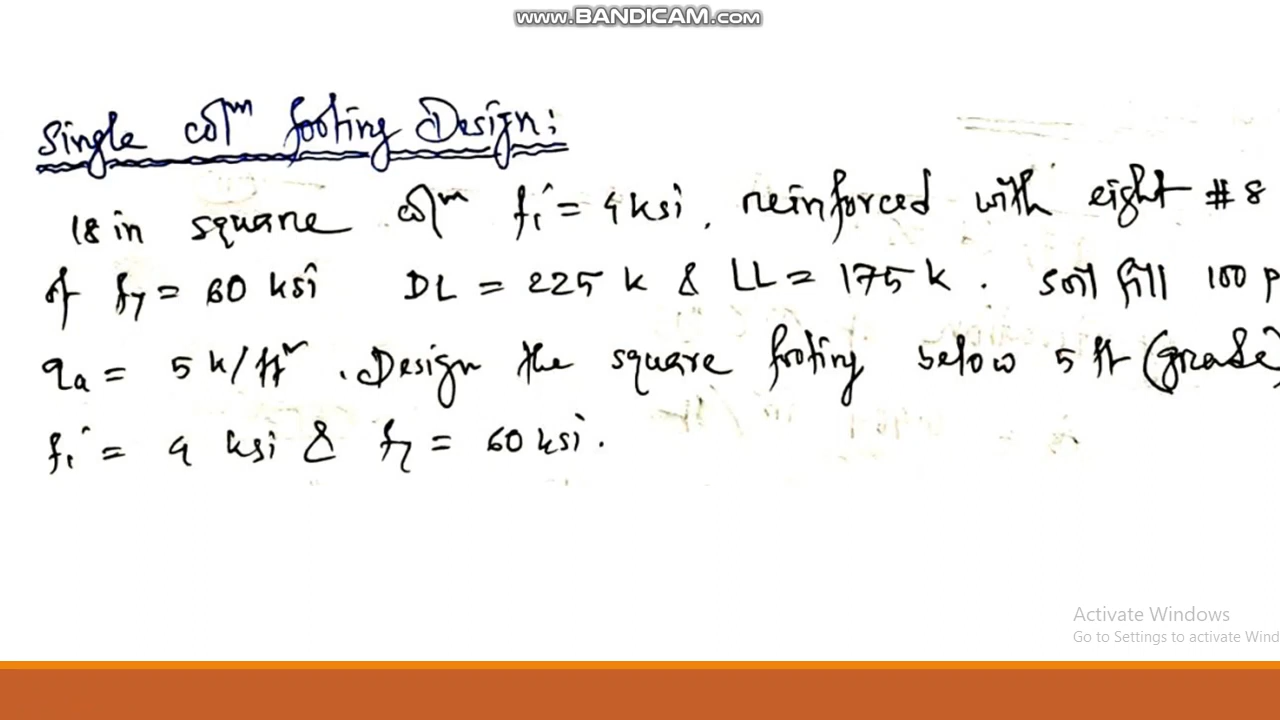 www.BANDICAM.com
Single colᵐ footing Design:
18 in square colᵐ fc' = 4 ksi, reinforced with eight #8
of fy = 60 ksi DL = 225 k & LL = 175 k. Soil fill 100 p
qa = 5 k/ft². Design the square footing below 5 ft (grade)
fc' = 4 ksi & fy = 60 ksi.
Activate Windows
Go to Settings to activate Wind